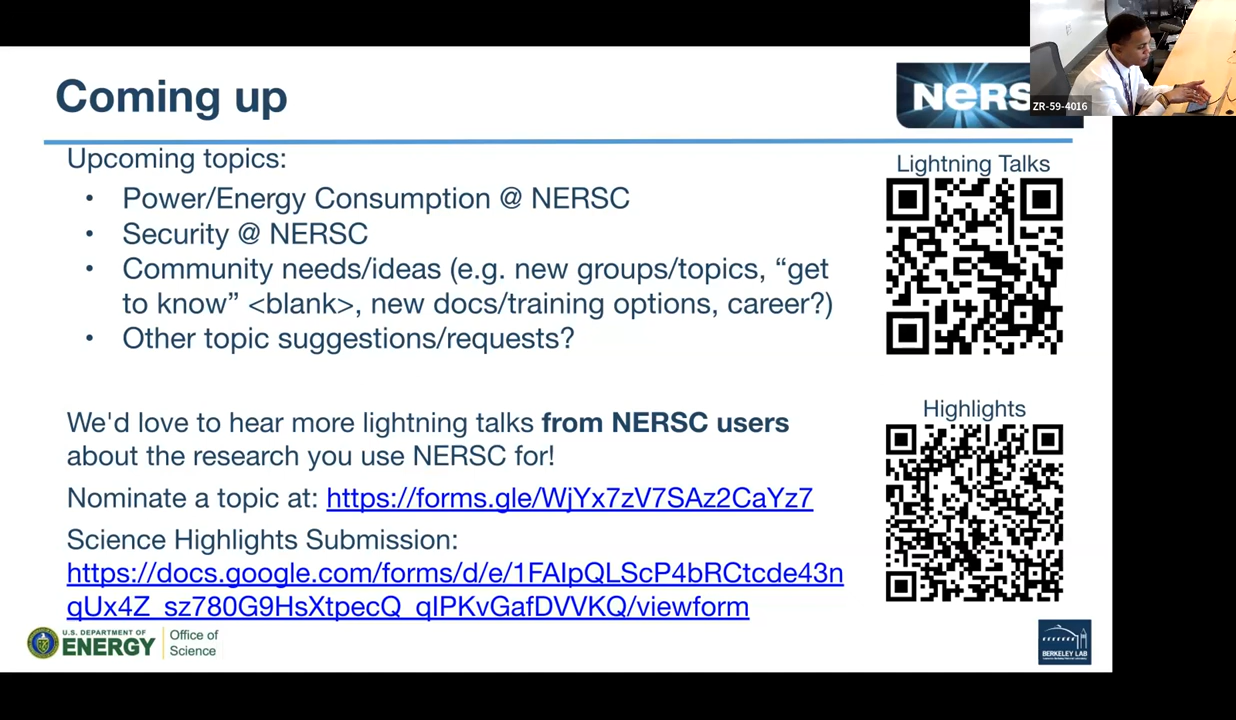 Coming up
NERS
ZR-59-4016
Upcoming topics:
• Power/Energy Consumption @ NERSC
• Security @ NERSC
• Community needs/ideas (e.g. new groups/topics, “get
to know” <blank>, new docs/training options, career?)
• Other topic suggestions/requests?
Lightning Talks
We'd love to hear more lightning talks from NERSC users
about the research you use NERSC for!
Nominate a topic at: https://forms.gle/WjYx7zV7SAz2CaYz7
Science Highlights Submission:
https://docs.google.com/forms/d/e/1FAIpQLScP4bRCtcde43n
qUx4Z_sz780G9HsXtpecQ_qIPKvGafDVVKQ/viewform
Highlights
U.S. DEPARTMENT OF
ENERGY
Office of
Science
BERKELEY LAB